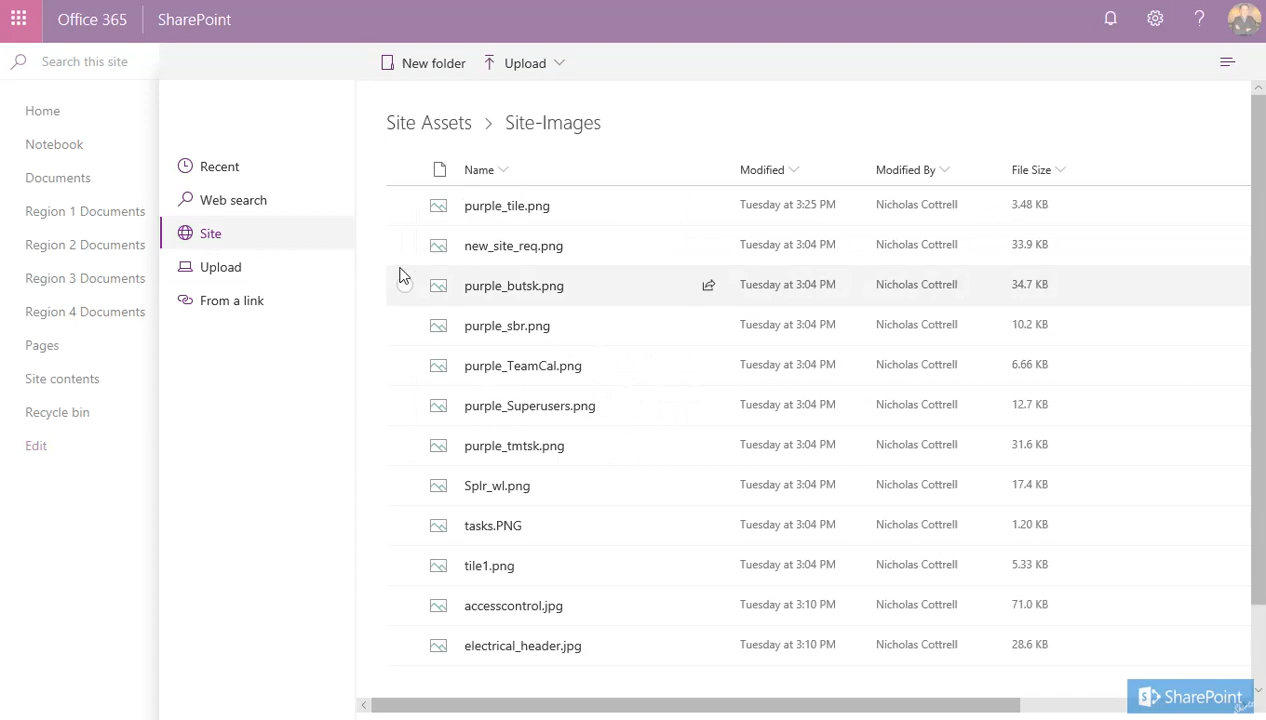 Office 365 SharePoint
Search this site
New folder Upload
Home
Notebook
Documents
Region 1 Documents
Region 2 Documents
Region 3 Documents
Region 4 Documents
Pages
Site contents
Recycle bin
Edit
Recent
Web search
Site
Upload
From a link
Site Assets > Site-Images
Name Modified Modified By File Size
purple_tile.png Tuesday at 3:25 PM Nicholas Cottrell 3.48 KB
new_site_req.png Tuesday at 3:04 PM Nicholas Cottrell 33.9 KB
purple_butsk.png Tuesday at 3:04 PM Nicholas Cottrell 34.7 KB
purple_sbr.png Tuesday at 3:04 PM Nicholas Cottrell 10.2 KB
purple_TeamCal.png Tuesday at 3:04 PM Nicholas Cottrell 6.66 KB
purple_Superusers.png Tuesday at 3:04 PM Nicholas Cottrell 12.7 KB
purple_tmtsk.png Tuesday at 3:04 PM Nicholas Cottrell 31.6 KB
Splr_wl.png Tuesday at 3:04 PM Nicholas Cottrell 17.4 KB
tasks.PNG Tuesday at 3:04 PM Nicholas Cottrell 1.20 KB
tile1.png Tuesday at 3:04 PM Nicholas Cottrell 5.33 KB
accesscontrol.jpg Tuesday at 3:10 PM Nicholas Cottrell 71.0 KB
electrical_header.jpg Tuesday at 3:10 PM Nicholas Cottrell 28.6 KB
SharePoint